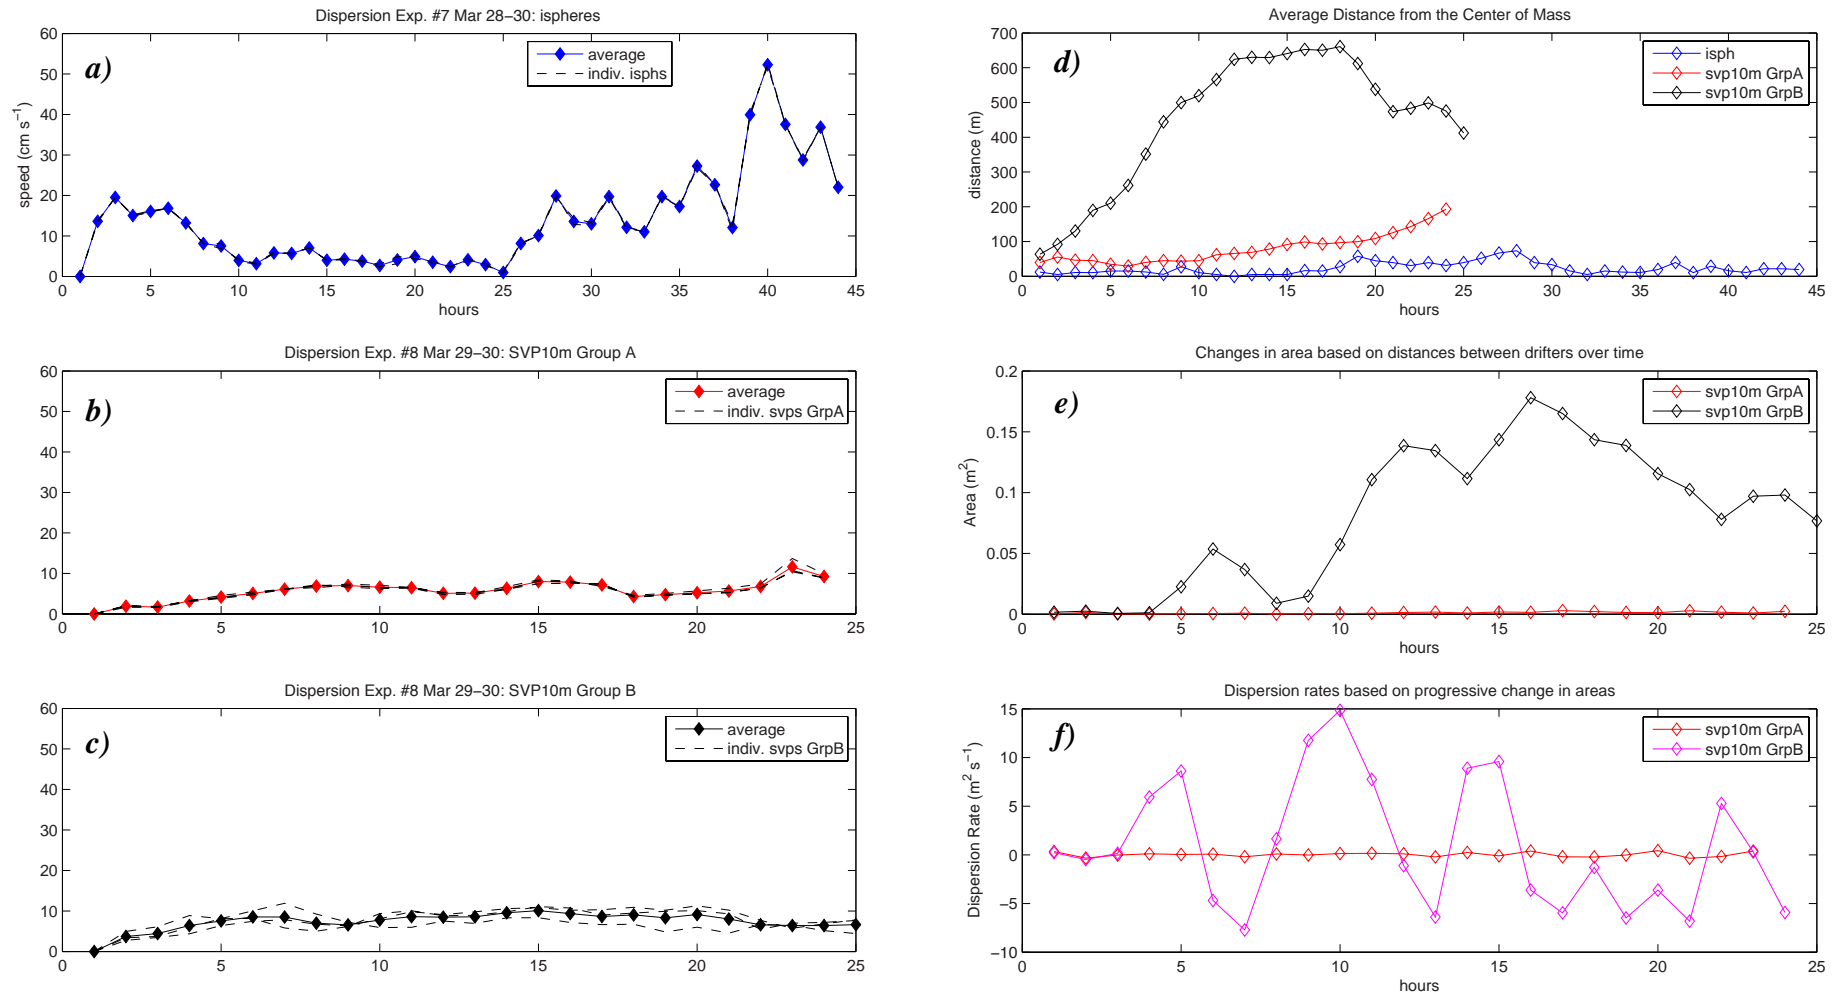 Dispersion Exp. #7 Mar 28−30: ispheres
a)
average
indiv. isphs
speed (cm s−1)
60
50
40
30
20
10
0
0 5 10 15 20 25 30 35 40 45
hours
Dispersion Exp. #8 Mar 29−30: SVP10m Group A
b)
average
indiv. svps GrpA
60
50
40
30
20
10
0
0 5 10 15 20 25
Dispersion Exp. #8 Mar 29−30: SVP10m Group B
c)
average
indiv. svps GrpB
60
50
40
30
20
10
0
0 5 10 15 20 25
Average Distance from the Center of Mass
d)
isph
svp10m GrpA
svp10m GrpB
distance (m)
700
600
500
400
300
200
100
0
0 5 10 15 20 25 30 35 40 45
hours
Changes in area based on distances between drifters over time
e)
svp10m GrpA
svp10m GrpB
Area (m2)
0.2
0.15
0.1
0.05
0
0 5 10 15 20 25
hours
Dispersion rates based on progressive change in areas
f)
svp10m GrpA
svp10m GrpB
Dispersion Rate (m2 s−1)
15
10
5
0
−5
−10
0 5 10 15 20 25
hours